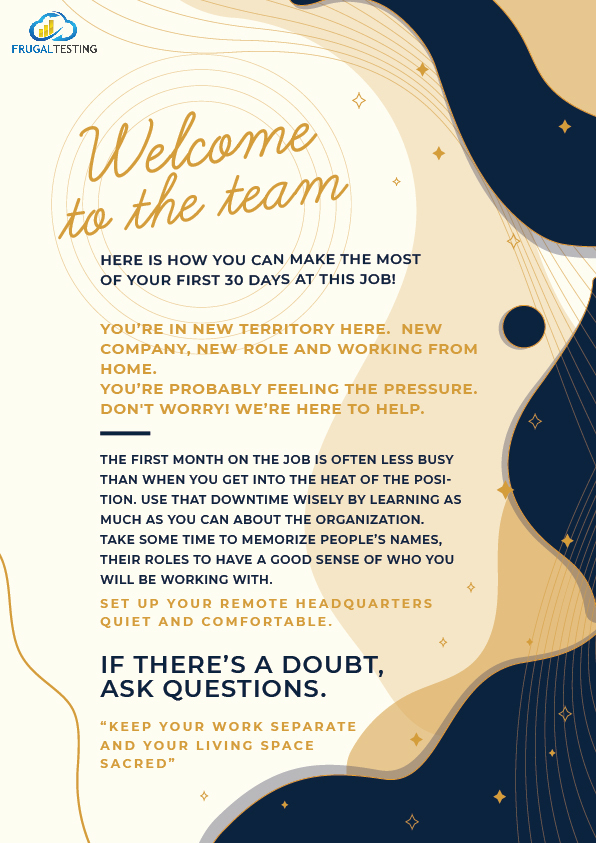 FRUGALTESTING
Welcome
to the team
HERE IS HOW YOU CAN MAKE THE MOST
OF YOUR FIRST 30 DAYS AT THIS JOB!
YOU'RE IN NEW TERRITORY HERE.  NEW
COMPANY, NEW ROLE AND WORKING FROM
HOME.
YOU'RE PROBABLY FEELING THE PRESSURE.
DON'T WORRY! WE'RE HERE TO HELP.
THE FIRST MONTH ON THE JOB IS OFTEN LESS BUSY
THAN WHEN YOU GET INTO THE HEAT OF THE POSI-
TION. USE THAT DOWNTIME WISELY BY LEARNING AS
MUCH AS YOU CAN ABOUT THE ORGANIZATION.
TAKE SOME TIME TO MEMORIZE PEOPLE'S NAMES,
THEIR ROLES TO HAVE A GOOD SENSE OF WHO YOU
WILL BE WORKING WITH.
SET UP YOUR REMOTE HEADQUARTERS
QUIET AND COMFORTABLE.
IF THERE'S A DOUBT,
ASK QUESTIONS.
"KEEP YOUR WORK SEPARATE
AND YOUR LIVING SPACE
SACRED"